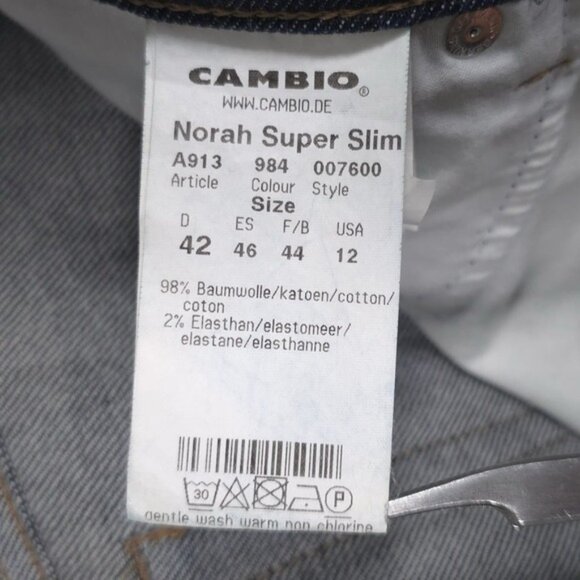 CAMBIO®
WWW.CAMBIO.DE
Norah Super Slim
A913 984 007600
Article Colour Style
Size
D ES F/B USA
42 46 44 12
98% Baumwolle/katoen/cotton/
coton
2% Elasthan/elastomeer/
elastane/elasthanne
30 P
gentle wash warm non chlorine